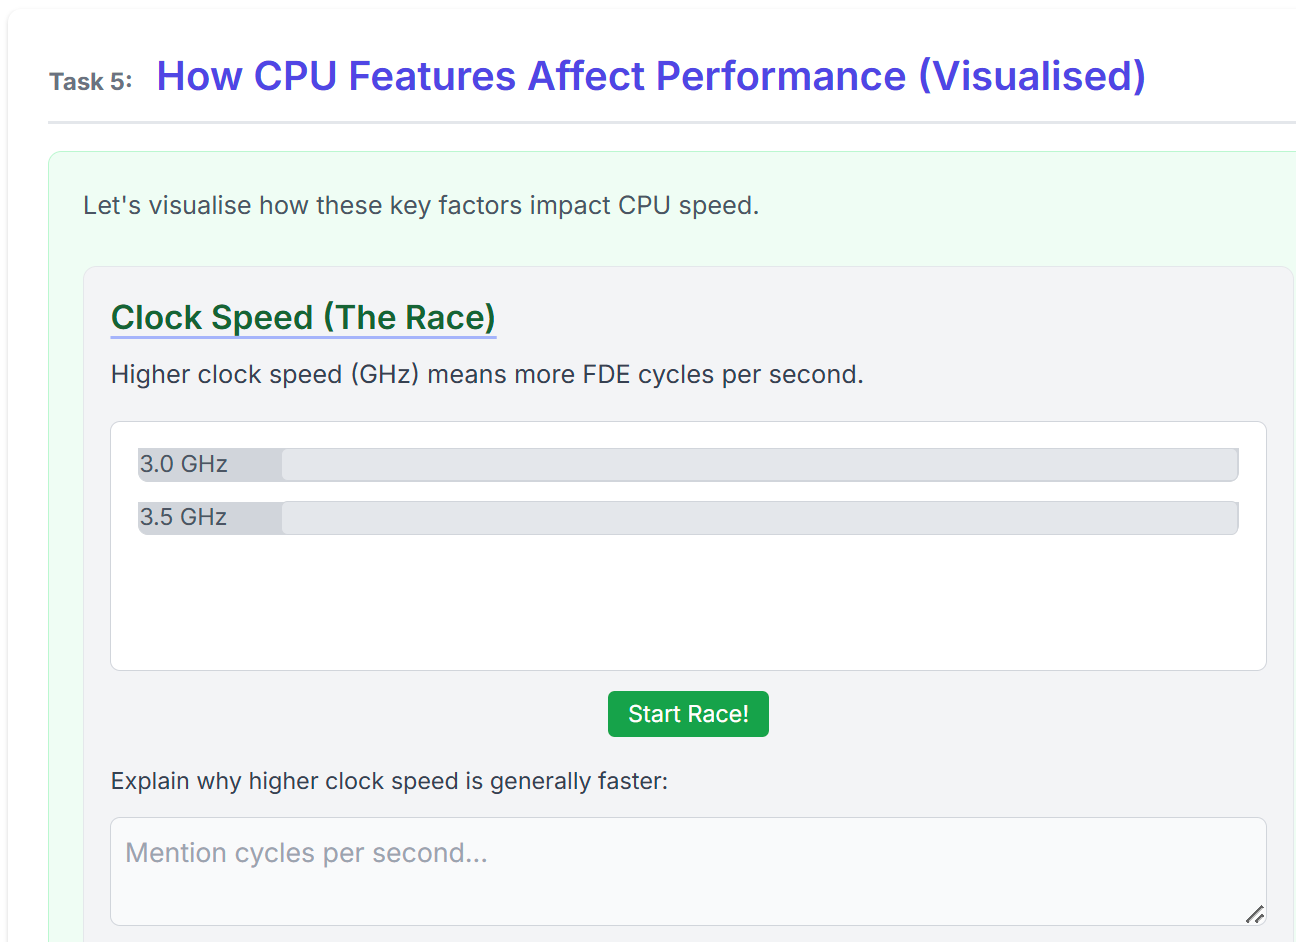 Task 5: How CPU Features Affect Performance (Visualised)
Let's visualise how these key factors impact CPU speed.
Clock Speed (The Race)
Higher clock speed (GHz) means more FDE cycles per second.
3.0 GHz
3.5 GHz
Start Race!
Explain why higher clock speed is generally faster:
Mention cycles per second...